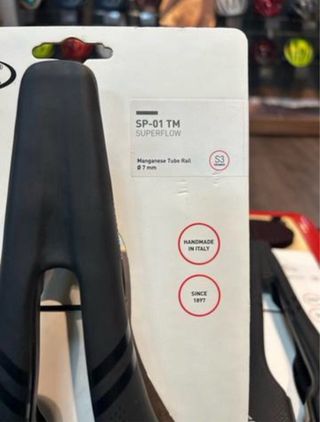 SP-01 TM
SUPERFLOW
Manganese Tube Rail
Ø 7 mm
S3
HANDMADE
IN ITALY
SINCE
1897